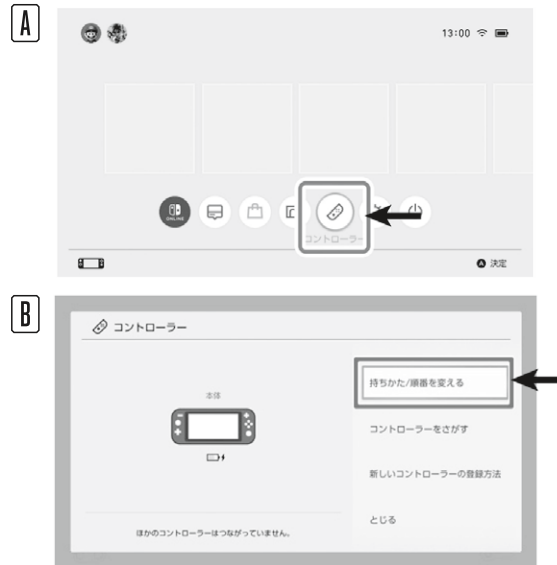 A
13:00
ONLINE
コントローラー
A 決定
B
コントローラー
本体
ほかのコントローラーはつながっていません。
持ちかた/順番を変える
コントローラーをさがす
新しいコントローラーの登録方法
とじる